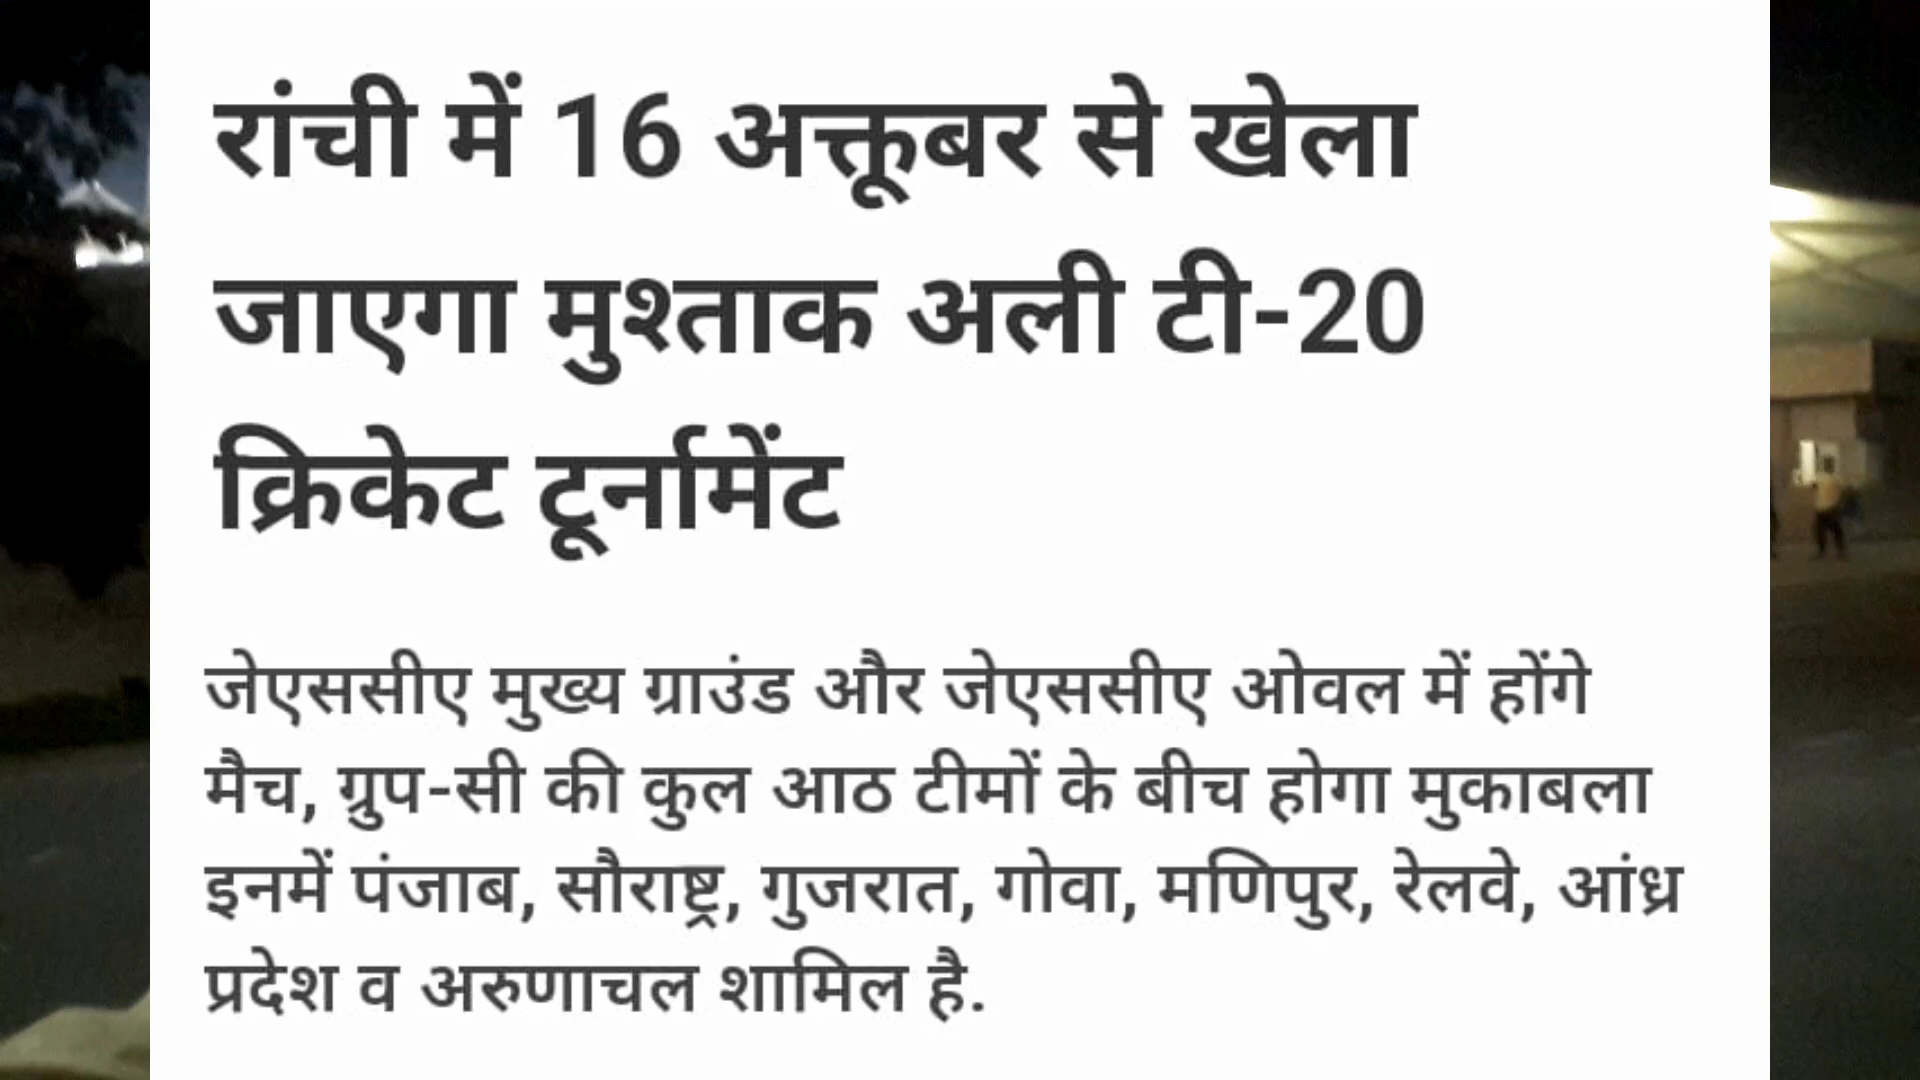 रांची में 16 अक्तूबर से खेला
जाएगा मुश्ताक अली टी-20
क्रिकेट टूर्नामेंट
जेएससीए मुख्य ग्राउंड और जेएससीए ओवल में होंगे
मैच, ग्रुप-सी की कुल आठ टीमों के बीच होगा मुकाबला
इनमें पंजाब, सौराष्ट्र, गुजरात, गोवा, मणिपुर, रेलवे, आंध्र
प्रदेश व अरुणाचल शामिल है.